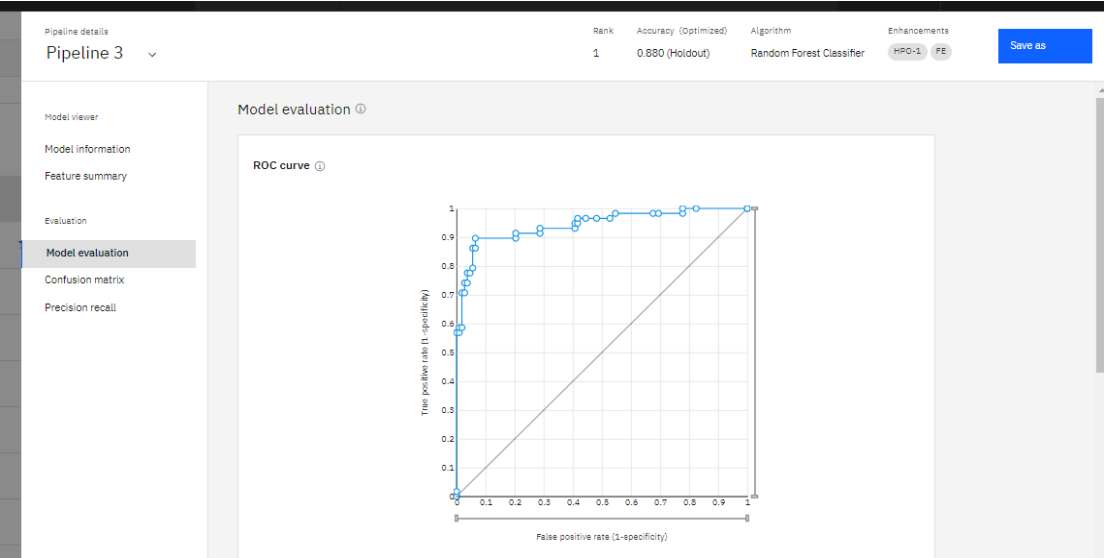 Pipeline details
Pipeline 3
Rank
1
Accuracy (Optimized)
0.880 (Holdout)
Algorithm
Random Forest Classifier
Enhancements
HPO-1 FE
Save as
Model viewer
Model information
Feature summary
Evaluation
Model evaluation
Confusion matrix
Precision recall
Model evaluation
ROC curve
True positive rate (1-specificity)
1
0.9
0.8
0.7
0.6
0.5
0.4
0.3
0.2
0.1
0
0 0.1 0.2 0.3 0.4 0.5 0.6 0.7 0.8 0.9 1
False positive rate (1-specificity)